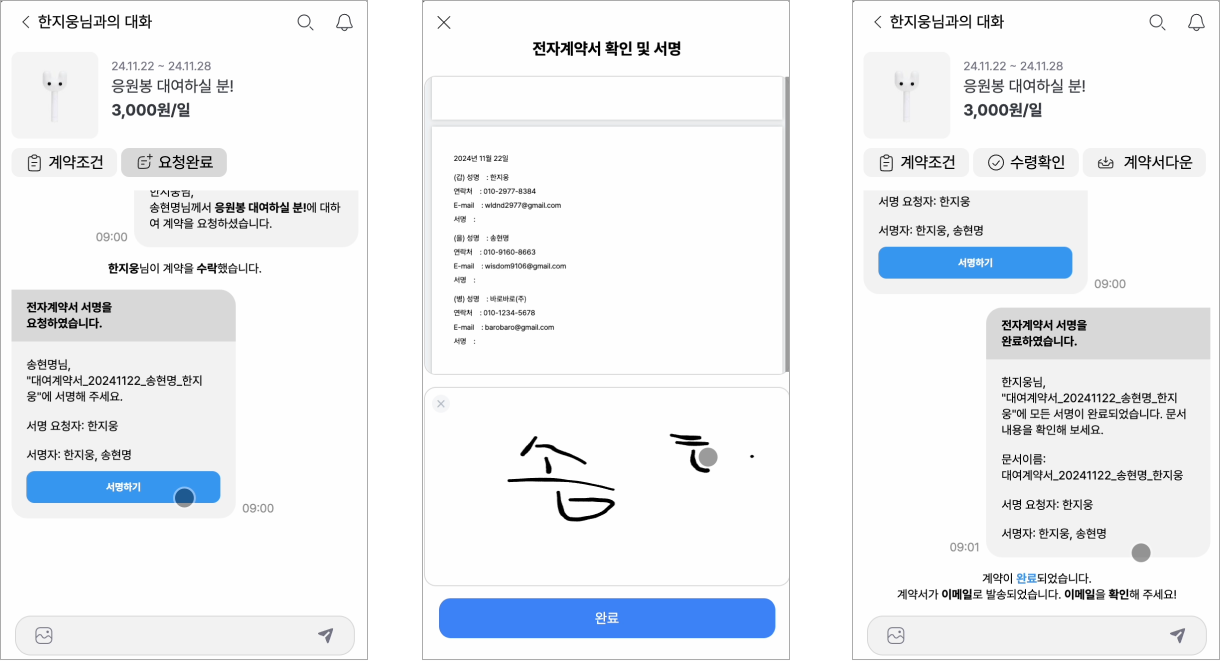 한지웅님과의 대화
24.11.22 ~ 24.11.28
응원봉 대여하실 분!
3,000원/일
계약조건
요청완료
한지웅님,
송현명님께서 응원봉 대여하실 분!에 대하
여 계약을 요청하셨습니다.
09:00
한지웅님이 계약을 수락했습니다.
전자계약서 서명을
요청하였습니다.
송현명님,
"대여계약서_20241122_송현명_한지
웅"에 서명해 주세요.
서명 요청자: 한지웅
서명자: 한지웅, 송현명
서명하기
09:00
전자계약서 확인 및 서명
2024년 11월 22일
(갑) 성명 : 한지웅
연락처 : 010-2977-8384
E-mail : wldnd2977@gmail.com
서명 :
(을) 성명 : 송현명
연락처 : 010-9160-8663
E-mail : wisdom9106@gmail.com
서명 :
(병) 성명 : 바로바로(주)
연락처 : 010-1234-5678
E-mail : barobaro@gmail.com
서명 :
송
완료
한지웅님과의 대화
24.11.22 ~ 24.11.28
응원봉 대여하실 분!
3,000원/일
계약조건
수령확인
계약서다운
서명 요청자: 한지웅
서명자: 한지웅, 송현명
서명하기
09:00
전자계약서 서명을
완료하였습니다.
한지웅님,
"대여계약서_20241122_송현명_한지
웅"에 모든 서명이 완료되었습니다. 문서
내용을 확인해 보세요.
문서이름:
대여계약서_20241122_송현명_한지웅
서명 요청자: 한지웅
서명자: 한지웅, 송현명
09:01
계약이 완료되었습니다.
계약서가 이메일로 발송되었습니다. 이메일을 확인해 주세요!